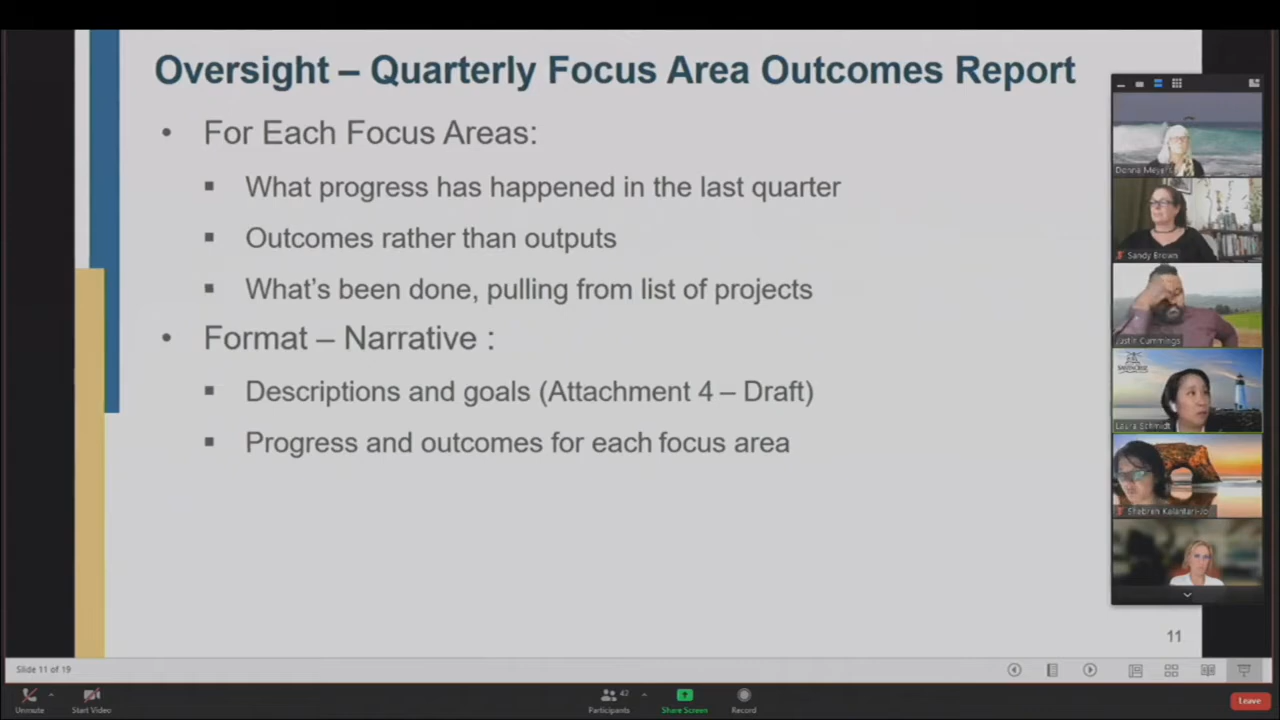 Oversight – Quarterly Focus Area Outcomes Report
• For Each Focus Areas:
▪ What progress has happened in the last quarter
▪ Outcomes rather than outputs
▪ What’s been done, pulling from list of projects
• Format – Narrative :
▪ Descriptions and goals (Attachment 4 – Draft)
▪ Progress and outcomes for each focus area
11
Donna Meyers
Sandy Brown
Justin Cummings
Laura Schmidt
Slide 11 of 19
Unmute
Start Video
42
Participants
Share Screen
Record
Leave